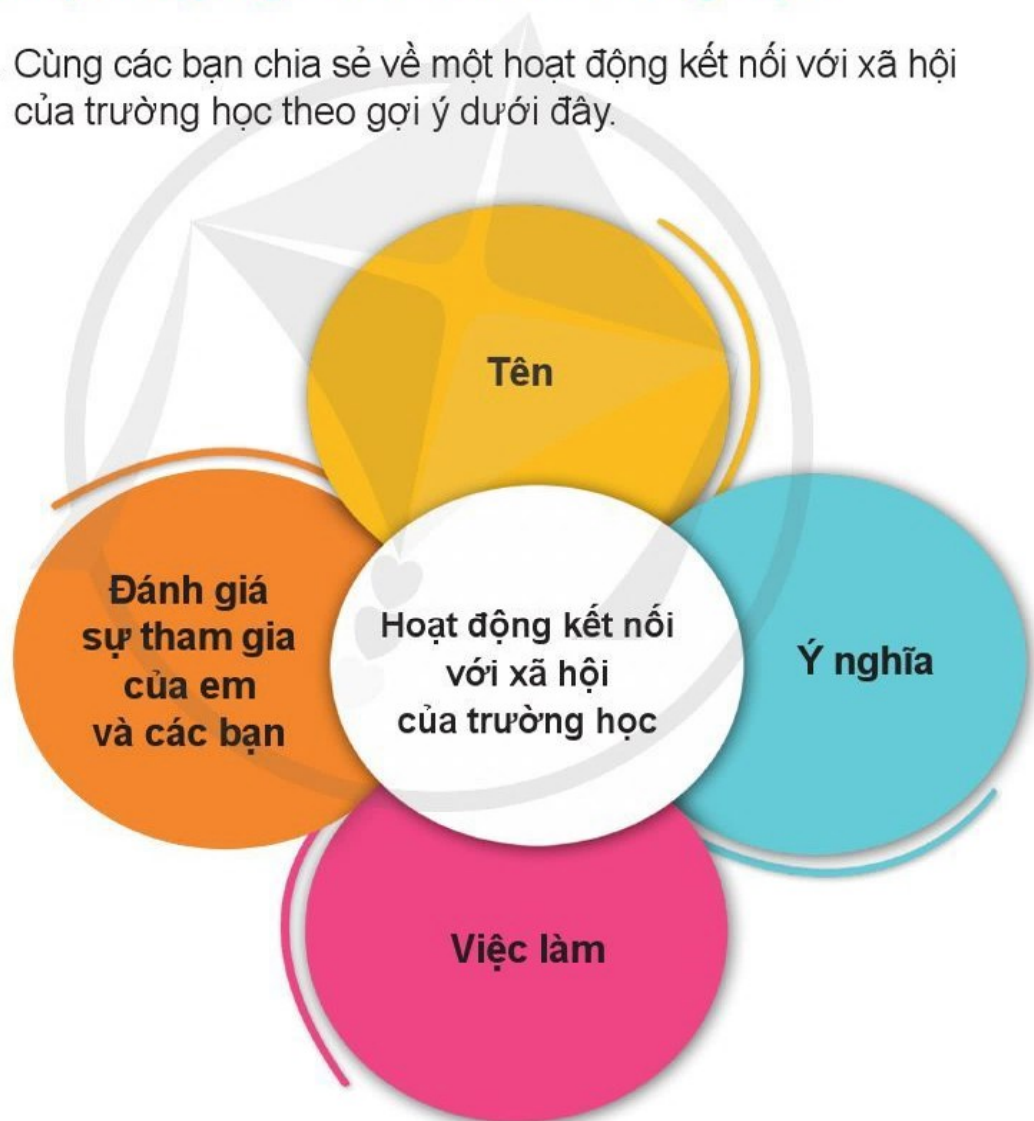 Cùng các bạn chia sẻ về một hoạt động kết nối với xã hội
của trường học theo gợi ý dưới đây.
Tên
Đánh giá
sự tham gia
của em
và các bạn
Hoạt động kết nối
với xã hội
của trường học
Ý nghĩa
Việc làm